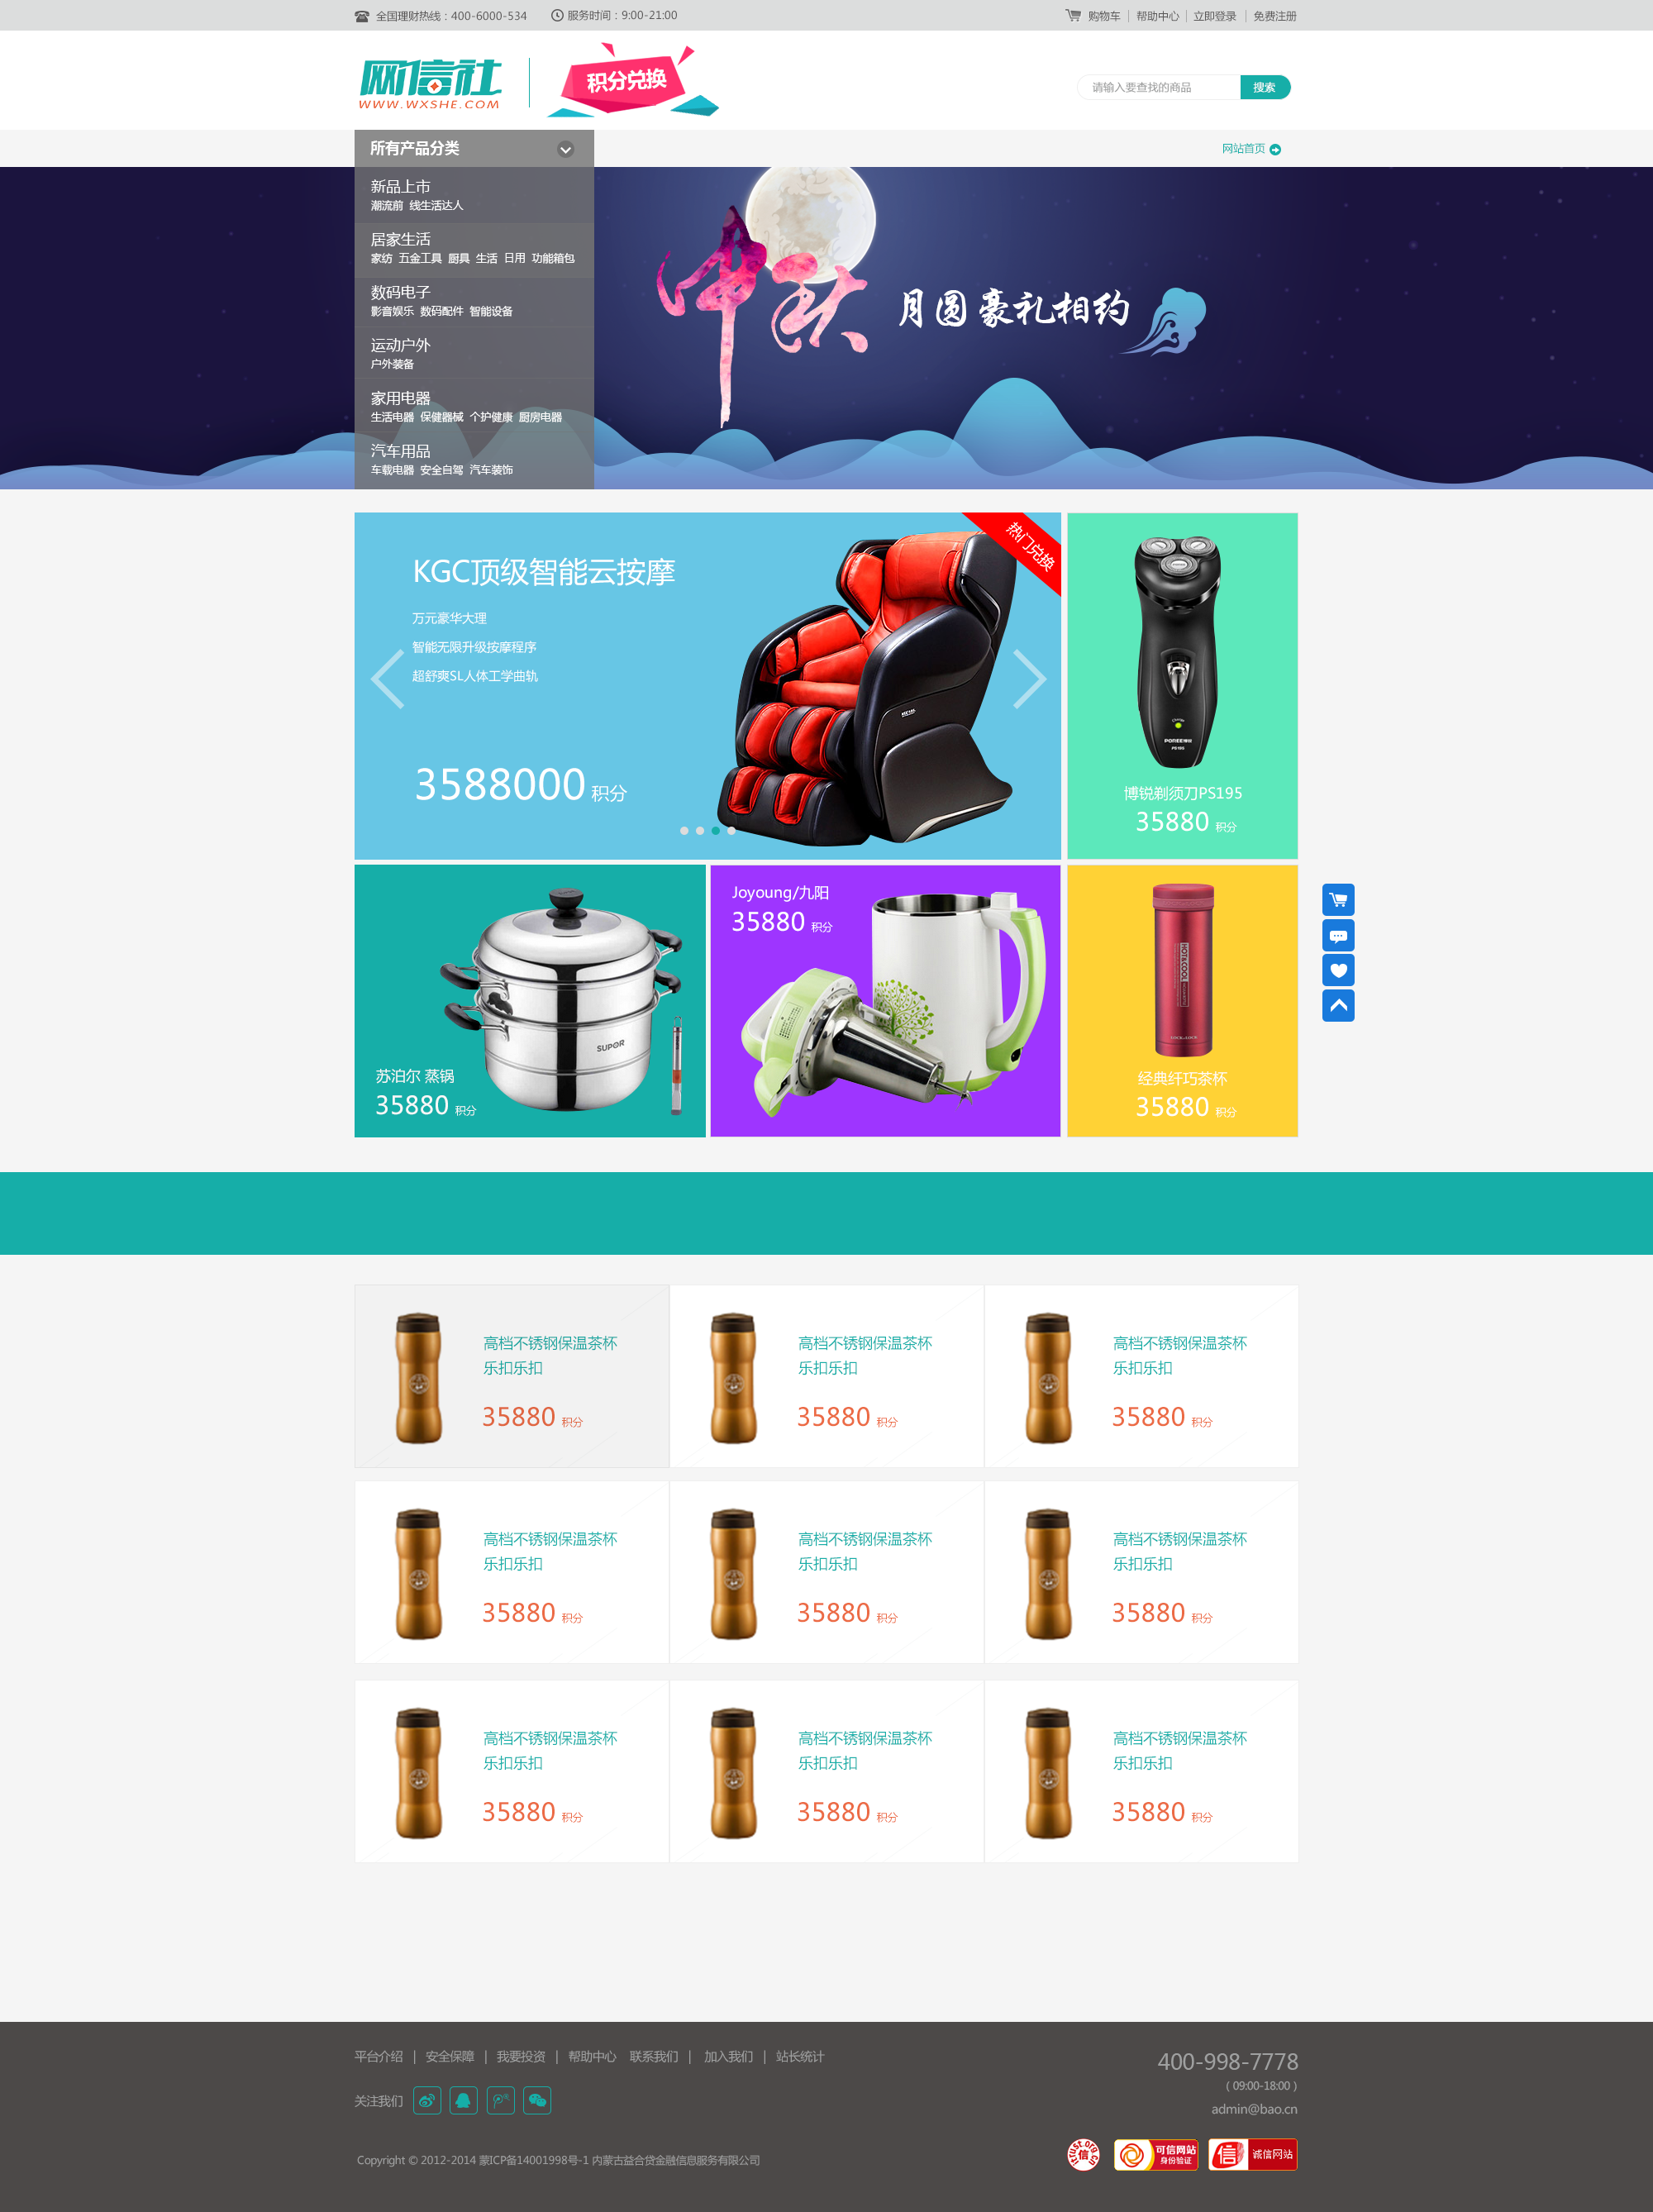 全国理财热线：400-6000-534 服务时间：9:00-21:00 购物车 | 帮助中心 | 立即登录 | 免费注册
网信社
WWW.WXSHE.COM
积分兑换
请输入要查找的商品 搜索
所有产品分类
网站首页
新品上市
潮流前 线生活达人
居家生活
家纺 五金工具 厨具 生活 日用 功能箱包
数码电子
影音娱乐 数码配件 智能设备
运动户外
户外装备
家用电器
生活电器 保健器械 个护健康 厨房电器
汽车用品
车载电器 安全自驾 汽车装饰
中秋 月圆 豪礼相约
热门兑换
KGC顶级智能云按摩
万元豪华大理
智能无限升级按摩程序
超舒爽SL人体工学曲轨
3588000 积分
POREE
PS195
博锐剃须刀PS195
35880 积分
SUPOR
苏泊尔 蒸锅
35880 积分
Joyoung/九阳
35880 积分
HOT&COOL
LOCK&LOCK
经典纤巧茶杯
35880 积分
高档不锈钢保温茶杯
乐扣乐扣
35880 积分
高档不锈钢保温茶杯
乐扣乐扣
35880 积分
高档不锈钢保温茶杯
乐扣乐扣
35880 积分
高档不锈钢保温茶杯
乐扣乐扣
35880 积分
高档不锈钢保温茶杯
乐扣乐扣
35880 积分
高档不锈钢保温茶杯
乐扣乐扣
35880 积分
高档不锈钢保温茶杯
乐扣乐扣
35880 积分
高档不锈钢保温茶杯
乐扣乐扣
35880 积分
高档不锈钢保温茶杯
乐扣乐扣
35880 积分
平台介绍 | 安全保障 | 我要投资 | 帮助中心 联系我们 | 加入我们 | 站长统计
400-998-7778
( 09:00-18:00 )
admin@bao.cn
关注我们
Copyright © 2012-2014 蒙ICP备14001998号-1 内蒙古益合贷金融信息服务有限公司
信
可信网站
身份验证
信 诚信网站